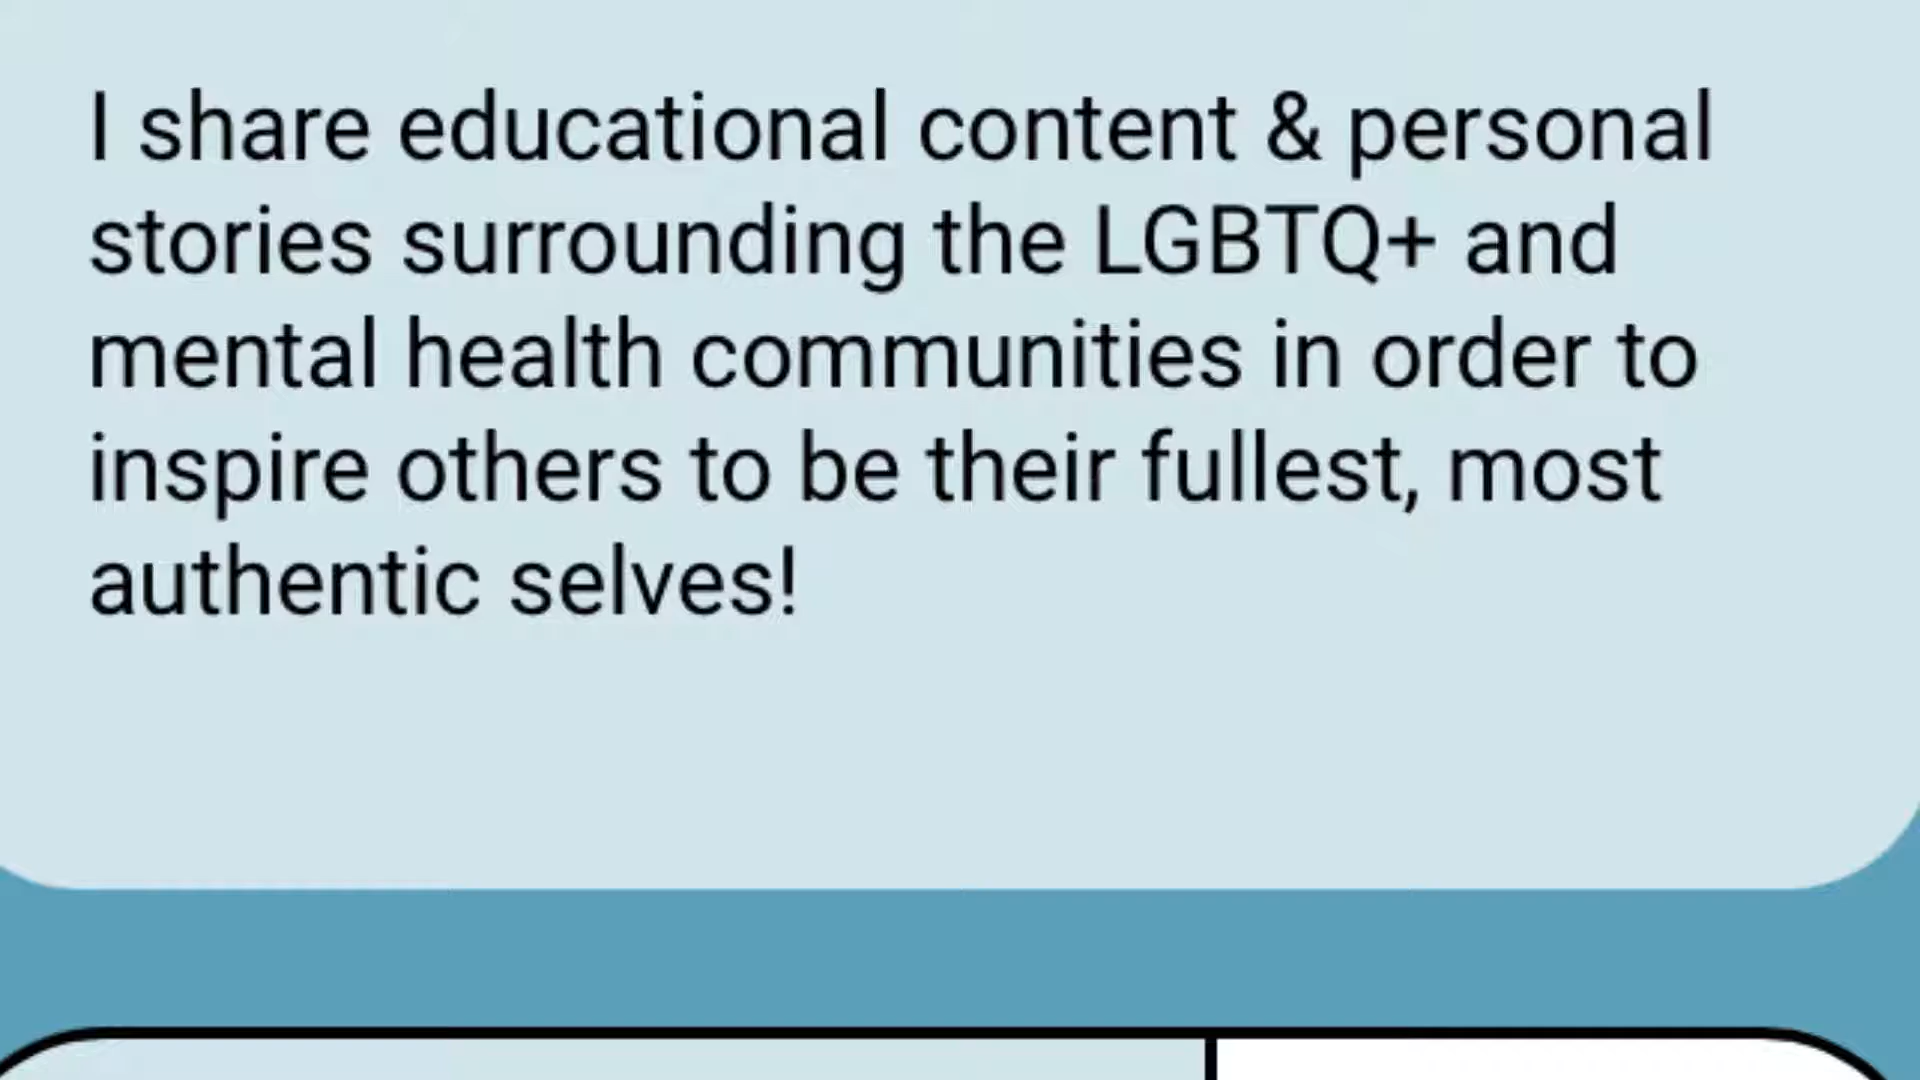 I share educational content & personal
stories surrounding the LGBTQ+ and
mental health communities in order to
inspire others to be their fullest, most
authentic selves!